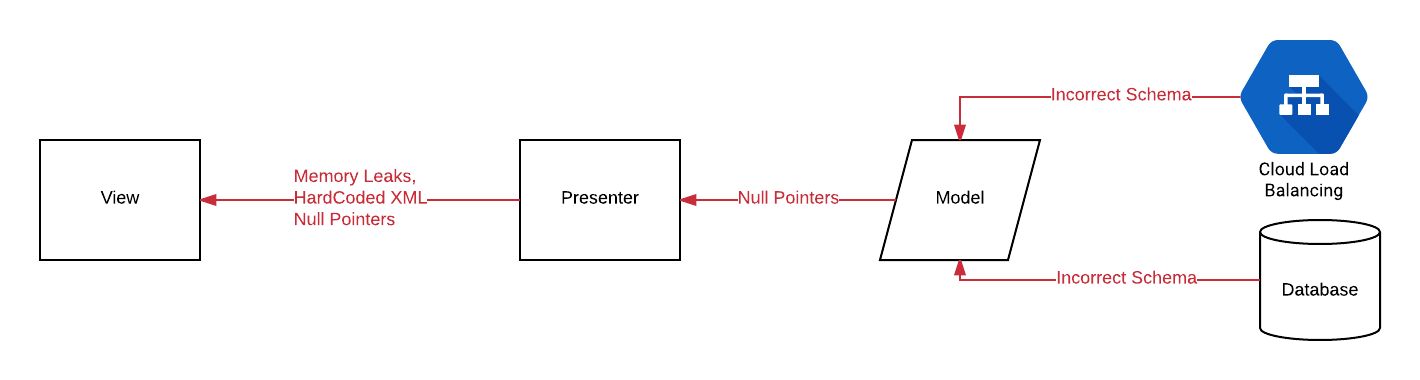 View
Memory Leaks,
HardCoded XML
Null Pointers
Presenter
Null Pointers
Model
Incorrect Schema
Cloud Load
Balancing
Incorrect Schema
Database